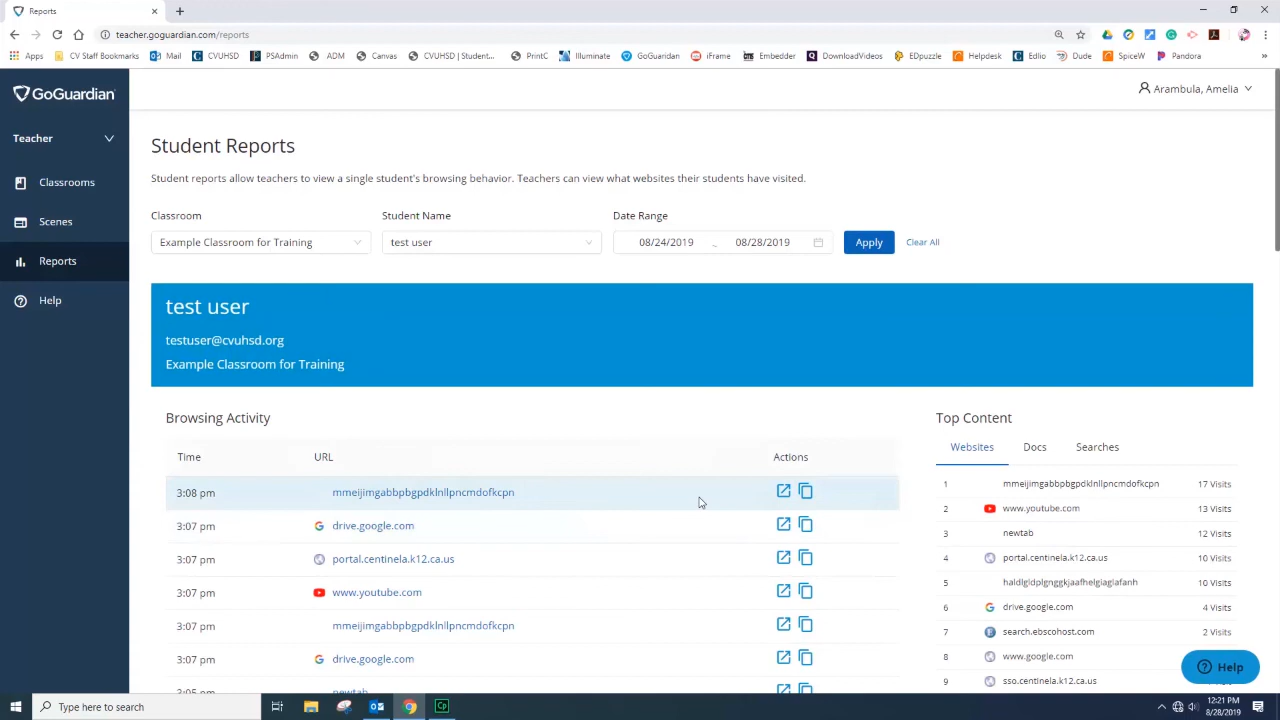 Reports
teacher.goguardian.com/reports
Apps CV Staff Bookmarks Mail CVUHSD PSAdmin ADM Canvas CVUHSD | Student... PrintC Illuminate GoGuaridan iFrame Embedder DownloadVideos EDpuzzle Helpdesk Edlio Dude SpiceW Pandora »
GoGuardian
Arambula, Amelia
Teacher
Classrooms
Scenes
Reports
Help
Student Reports
Student reports allow teachers to view a single student's browsing behavior. Teachers can view what websites their students have visited.
Classroom Student Name Date Range
Example Classroom for Training test user 08/24/2019 ~ 08/28/2019 Apply Clear All
test user
testuser@cvuhsd.org
Example Classroom for Training
Browsing Activity
Time URL Actions
3:08 pm mmeijimgabbpbgpdklnllpncmdofkcpn
3:07 pm drive.google.com
3:07 pm portal.centinela.k12.ca.us
3:07 pm www.youtube.com
3:07 pm mmeijimgabbpbgpdklnllpncmdofkcpn
3:07 pm drive.google.com
3:05 pm newtab
Top Content
Websites Docs Searches
1 mmeijimgabbpbgpdklnllpncmdofkcpn 17 Visits
2 www.youtube.com 13 Visits
3 newtab 12 Visits
4 portal.centinela.k12.ca.us 10 Visits
5 haldlgldplgnggkjaafhelgiaglafanh 10 Visits
6 drive.google.com 4 Visits
7 search.ebscohost.com 2 Visits
8 www.google.com
9 sso.centinela.k12.ca.us
Help
Type here to search
Cp
12:21 PM
8/28/2019